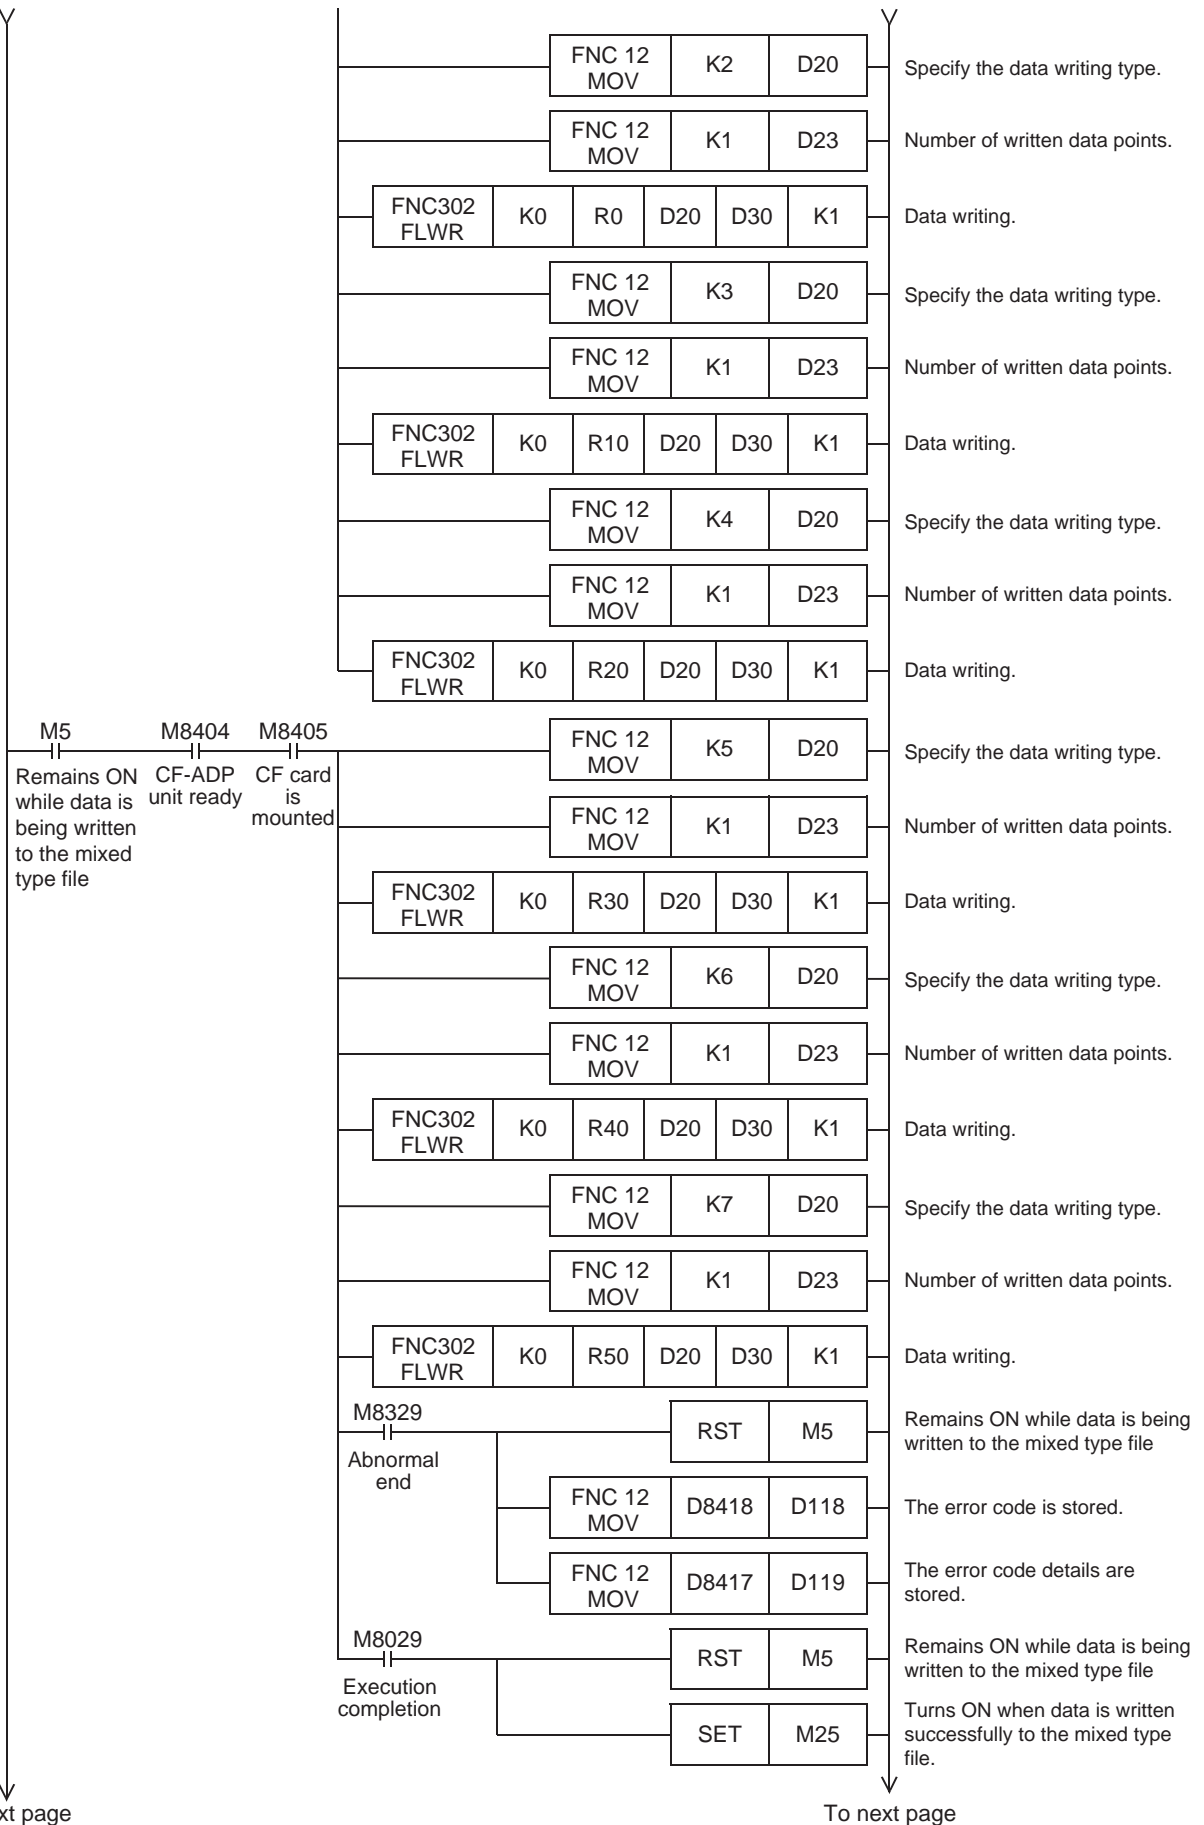 FNC 12 K2 D20
MOV
Specify the data writing type.
FNC 12 K1 D23
MOV
Number of written data points.
FNC302 K0 R0 D20 D30 K1
FLWR
Data writing.
FNC 12 K3 D20
MOV
Specify the data writing type.
FNC 12 K1 D23
MOV
Number of written data points.
FNC302 K0 R10 D20 D30 K1
FLWR
Data writing.
FNC 12 K4 D20
MOV
Specify the data writing type.
FNC 12 K1 D23
MOV
Number of written data points.
FNC302 K0 R20 D20 D30 K1
FLWR
Data writing.
M5 M8404 M8405
Remains ON
while data is
being written
to the mixed
type file
CF-ADP
unit ready
CF card
is
mounted
FNC 12 K5 D20
MOV
Specify the data writing type.
FNC 12 K1 D23
MOV
Number of written data points.
FNC302 K0 R30 D20 D30 K1
FLWR
Data writing.
FNC 12 K6 D20
MOV
Specify the data writing type.
FNC 12 K1 D23
MOV
Number of written data points.
FNC302 K0 R40 D20 D30 K1
FLWR
Data writing.
FNC 12 K7 D20
MOV
Specify the data writing type.
FNC 12 K1 D23
MOV
Number of written data points.
FNC302 K0 R50 D20 D30 K1
FLWR
Data writing.
M8329
Abnormal
end
RST M5
Remains ON while data is being
written to the mixed type file
FNC 12 D8418 D118
MOV
The error code is stored.
FNC 12 D8417 D119
MOV
The error code details are
stored.
M8029
Execution
completion
RST M5
Remains ON while data is being
written to the mixed type file
SET M25
Turns ON when data is written
successfully to the mixed type
file.
xt page
To next page